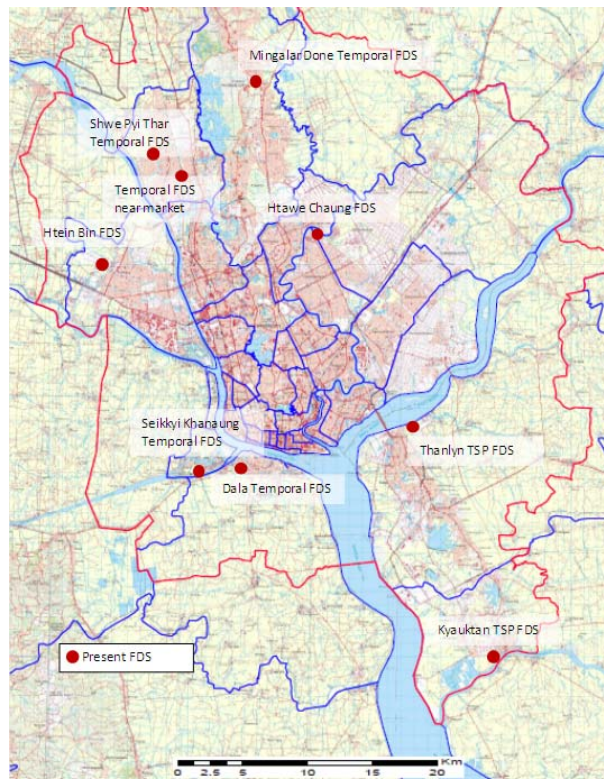 Mingalar Done Temporal FDS
Shwe Pyi Thar
Temporal FDS
Temporal FDS
near market
Htawe Chaung FDS
Htein Bin FDS
Seikkyi Khanaung
Temporal FDS
Thanlyn TSP FDS
Dala Temporal FDS
Kyauktan TSP FDS
Present FDS
Km
0 2.5 5 10 15 20